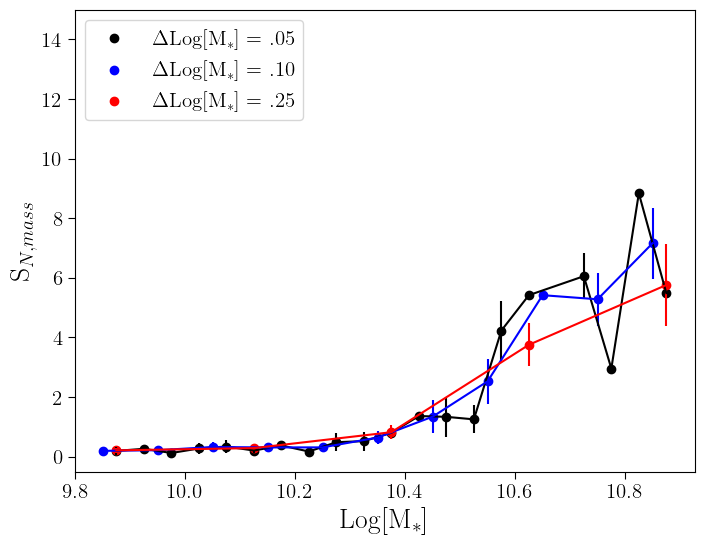 ΔLog[M*] = .05
ΔLog[M*] = .10
ΔLog[M*] = .25
14
12
10
8
6
4
2
0
S_{N,mass}
9.8 10.0 10.2 10.4 10.6 10.8
Log[M*]